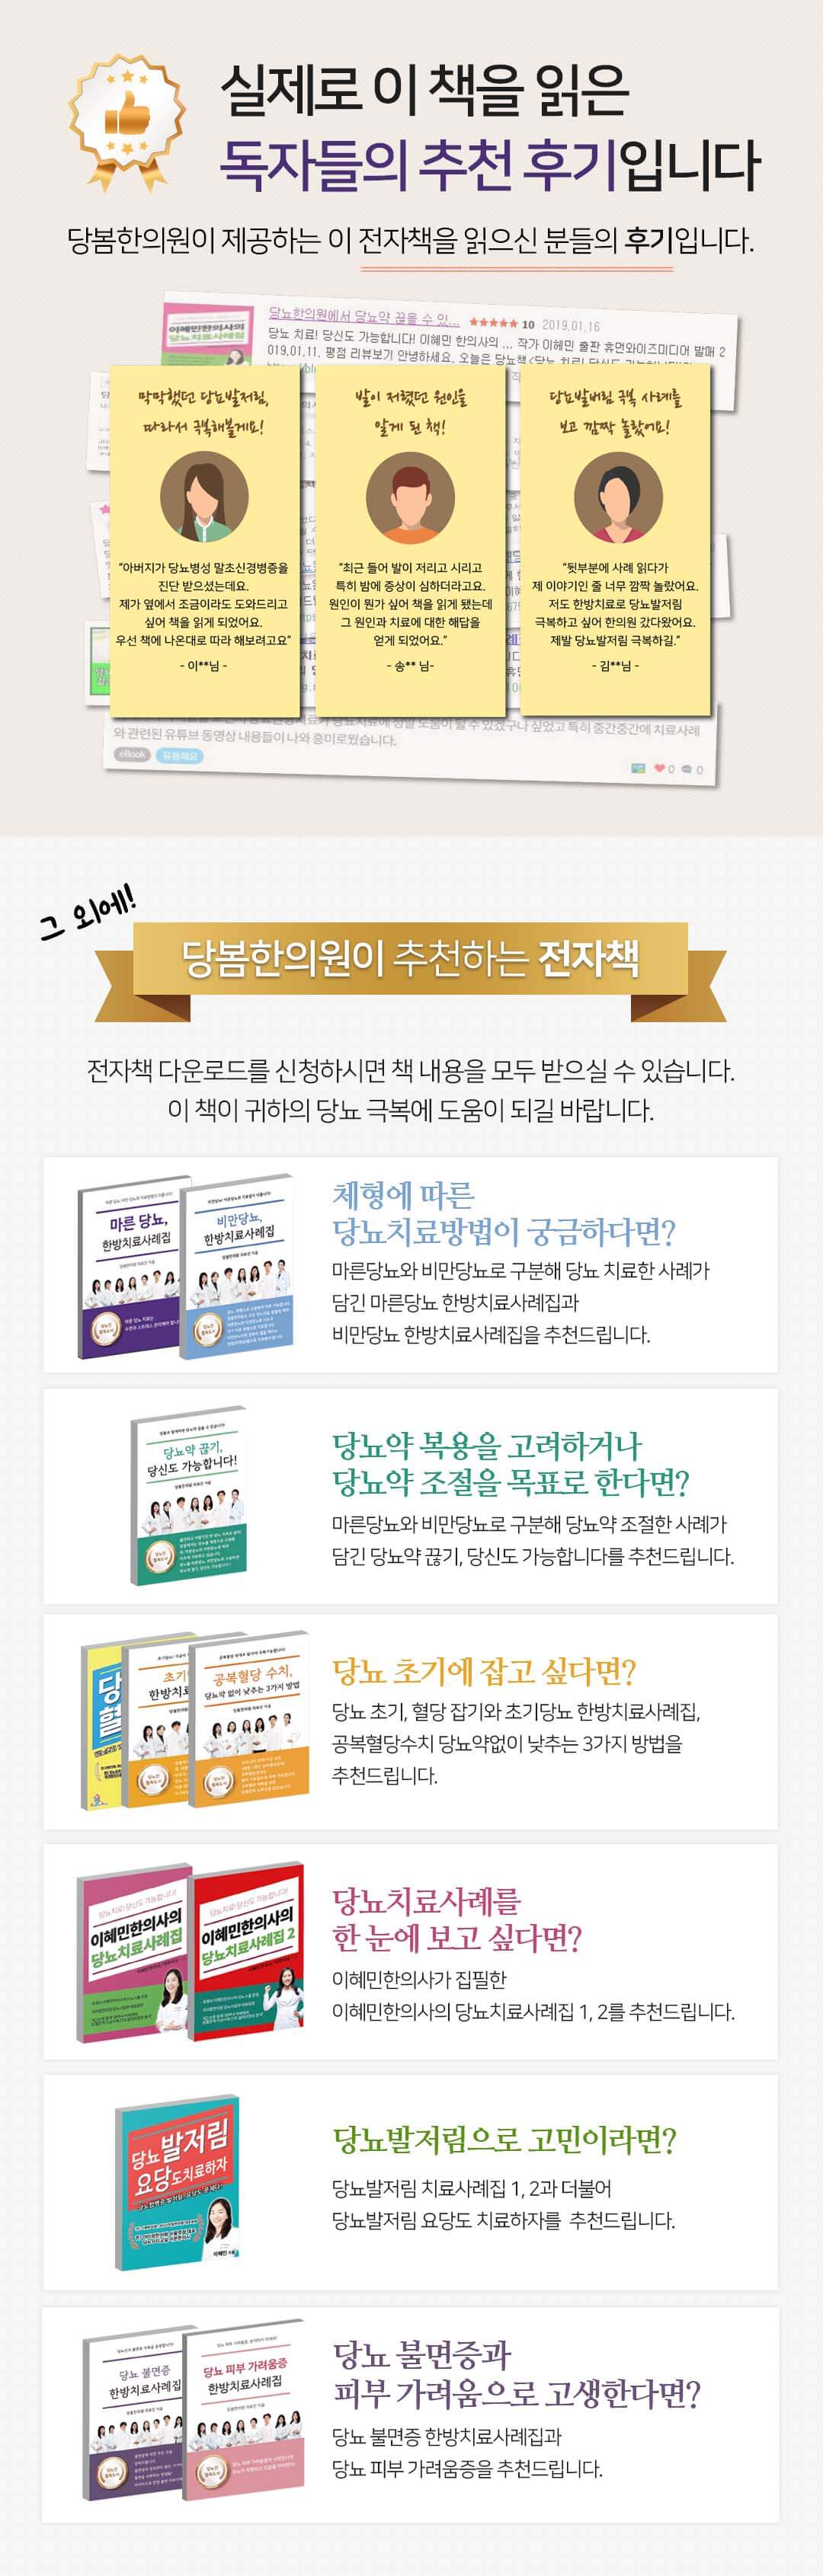 실제로 이 책을 읽은
독자들의 추천 후기입니다
당봄한의원이 제공하는 이 전자책을 읽으신 분들의 후기입니다.
당뇨한의원에서 당뇨약 끊을 수 있... ★★★★★ 10 2019.01.16
당뇨 치료! 당신도 가능합니다! 이혜민 한의사의 ... 작가 이혜민 출판 휴먼와이즈미디어 발매 2
019.01.11. 평점 리뷰보기 안녕하세요. 오늘은 당뇨책
이혜민한의사의
당뇨치료사례집
막막했던 당뇨발저림,
따라서 극복해볼게요!
"아버지가 당뇨병성 말초신경병증을
진단 받으셨는데요.
제가 옆에서 조금이라도 도와드리고
싶어 책을 읽게 되었어요.
우선 책에 나온대로 따라 해보려고요"
- 이**님 -
발이 저렸던 원인을
알게 된 책!
"최근 들어 발이 저리고 시리고
특히 밤에 증상이 심하더라고요.
원인이 뭔가 싶어 책을 읽게 됐는데
그 원인과 치료에 대한 해답을
얻게 되었어요."
- 송** 님-
당뇨발버림 극복 사례를
보고 깜짝 놀랐어요!
"뒷부분에 사례 읽다가
제 이야기인 줄 너무 깜짝 놀랐어요.
저도 한방치료로 당뇨발저림
극복하고 싶어 한의원 갔다왔어요.
제발 당뇨발저림 극복하길."
- 김**님 -
와 관련된 유튜브 동영상 내용들이 나와 흥미로웠습니다.
eBook 유용해요
0 0
그 외에!
당봄한의원이 추천하는 전자책
전자책 다운로드를 신청하시면 책 내용을 모두 받으실 수 있습니다.
이 책이 귀하의 당뇨 극복에 도움이 되길 바랍니다.
마른 당뇨,
한방치료사례집
비만당뇨,
한방치료사례집
체형에 따른
당뇨치료방법이 궁금하다면?
마른당뇨와 비만당뇨로 구분해 당뇨 치료한 사례가
담긴 마른당뇨 한방치료사례집과
비만당뇨 한방치료사례집을 추천드립니다.
당뇨약 끊기,
당신도 가능합니다!
당뇨약 복용을 고려하거나
당뇨약 조절을 목표로 한다면?
마른당뇨와 비만당뇨로 구분해 당뇨약 조절한 사례가
담긴 당뇨약 끊기, 당신도 가능합니다를 추천드립니다.
공복혈당 수치,
당뇨약 없이 낮추는 3가지 방법
당뇨 초기에 잡고 싶다면?
당뇨 초기, 혈당 잡기와 초기당뇨 한방치료사례집,
공복혈당수치 당뇨약없이 낮추는 3가지 방법을
추천드립니다.
당뇨치료! 당신도 가능합니다!
이혜민한의사의
당뇨치료사례집
당뇨치료! 당신도 가능합니다!
이혜민한의사의
당뇨치료사례집 2
당뇨치료사례를
한 눈에 보고 싶다면?
이혜민한의사가 집필한
이혜민한의사의 당뇨치료사례집 1, 2를 추천드립니다.
당뇨발저림
요당도치료하자
당뇨발저림으로 고민이라면?
당뇨발저림 치료사례집 1, 2과 더불어
당뇨발저림 요당도 치료하자를 추천드립니다.
당뇨 불면증
한방치료사례집
당뇨 피부 가려움증
한방치료사례집
당뇨 불면증과
피부 가려움으로 고생한다면?
당뇨 불면증 한방치료사례집과
당뇨 피부 가려움증을 추천드립니다.